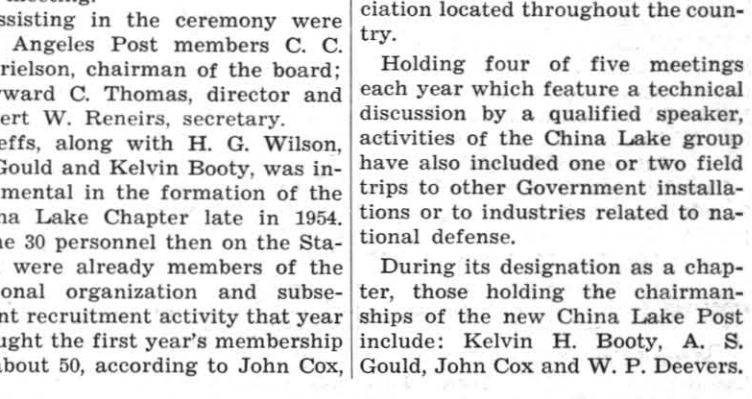 ssisting in the ceremony were
Angeles Post members C. C.
rielson, chairman of the board;
ward C. Thomas, director and
ert W. Reneirs, secretary.
effs, along with H. G. Wilson,
Gould and Kelvin Booty, was in-
mental in the formation of the
na Lake Chapter late in 1954.
e 30 personnel then on the Sta-
were already members of the
onal organization and subse-
nt recruitment activity that year
ught the first year's membership
about 50, according to John Cox,
ciation located throughout the coun-
try.
Holding four of five meetings
each year which feature a technical
discussion by a qualified speaker,
activities of the China Lake group
have also included one or two field
trips to other Government installa-
tions or to industries related to na-
tional defense.
During its designation as a chap-
ter, those holding the chairman-
ships of the new China Lake Post
include: Kelvin H. Booty, A. S.
Gould, John Cox and W. P. Deevers.